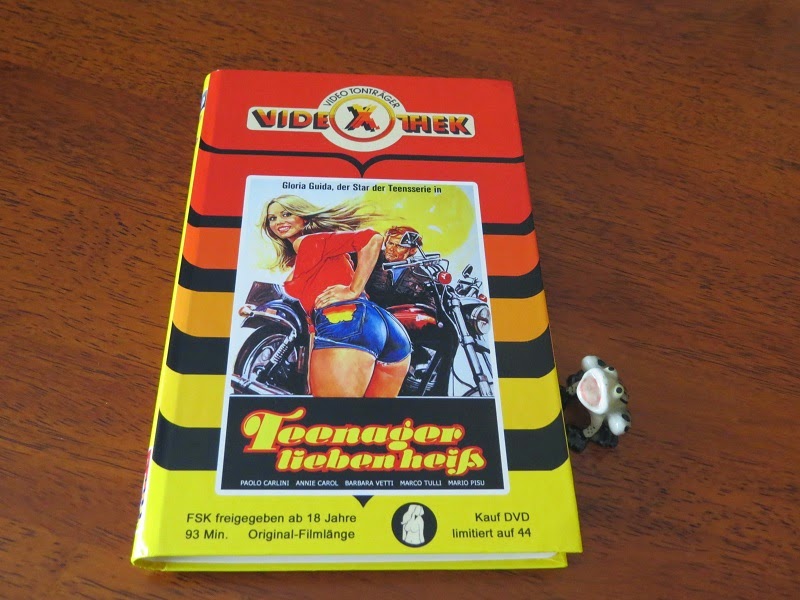 VIDEO TONTRÄGER
VIDE X THEK
Gloria Guida, der Star der Teensserie in
Teenager
lieben heiß
PAOLO CARLINI ANNIE CAROL BARBARA VETTI MARCO TULLI MARIO PISU
FSK freigegeben ab 18 Jahre
93 Min. Original-Filmlänge
Kauf DVD
limitiert auf 44